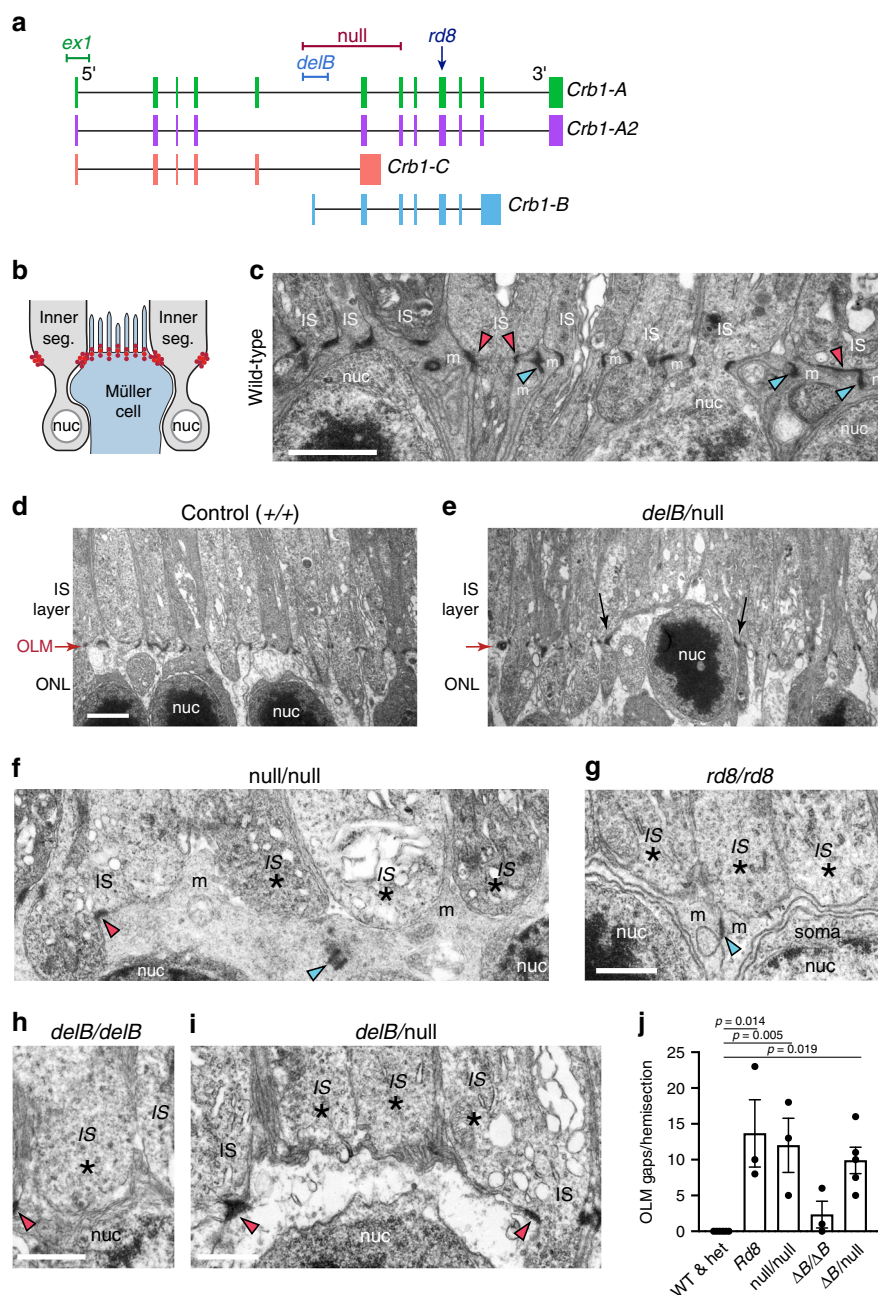 a
ex1
null
rd8
5'
delB
3'
Crb1-A
Crb1-A2
Crb1-C
Crb1-B
b
Inner
seg.
Inner
seg.
Müller
cell
nuc
nuc
c
Wild-type
IS
IS
IS
IS
IS
IS
IS
m
m
m
m
m
m
nuc
nuc
nuc
d
Control (+/+)
IS
layer
OLM
ONL
nuc
nuc
e
delB/null
IS
layer
ONL
nuc
f
null/null
IS
IS
IS
IS
m
m
nuc
nuc
g
rd8/rd8
IS
IS
IS
m
m
nuc
soma
nuc
h
delB/delB
IS
IS
nuc
i
delB/null
IS
IS
IS
IS
IS
nuc
j
p = 0.014
p = 0.005
p = 0.019
OLM gaps/hemisection
25
20
15
10
5
0
WT & het
Rd8
null/null
ΔB/ΔB
ΔB/null